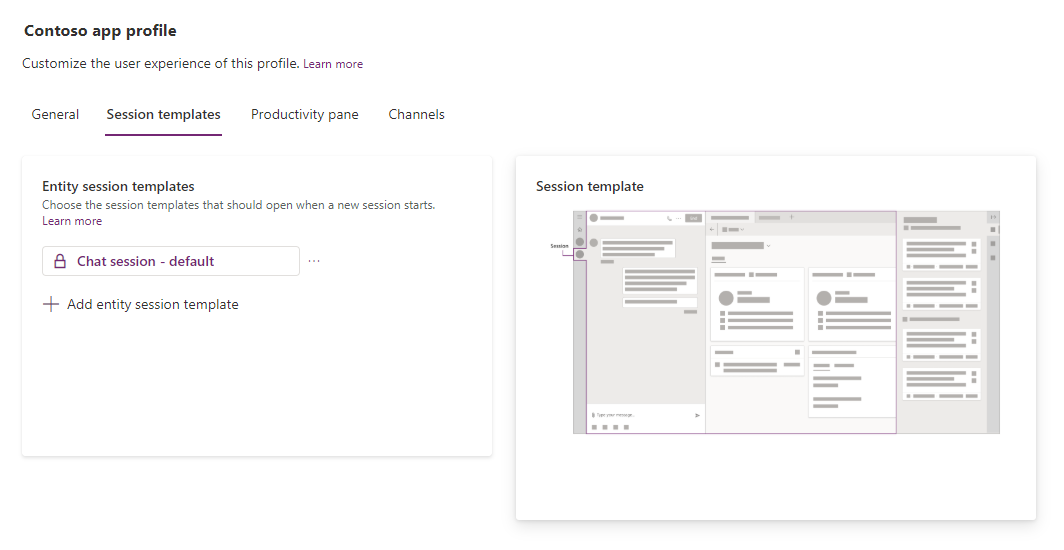 Contoso app profile
Customize the user experience of this profile. Learn more
General Session templates Productivity pane Channels
Entity session templates
Choose the session templates that should open when a new session starts.
Learn more
Chat session - default
Add entity session template
Session template
Session
Type your message..